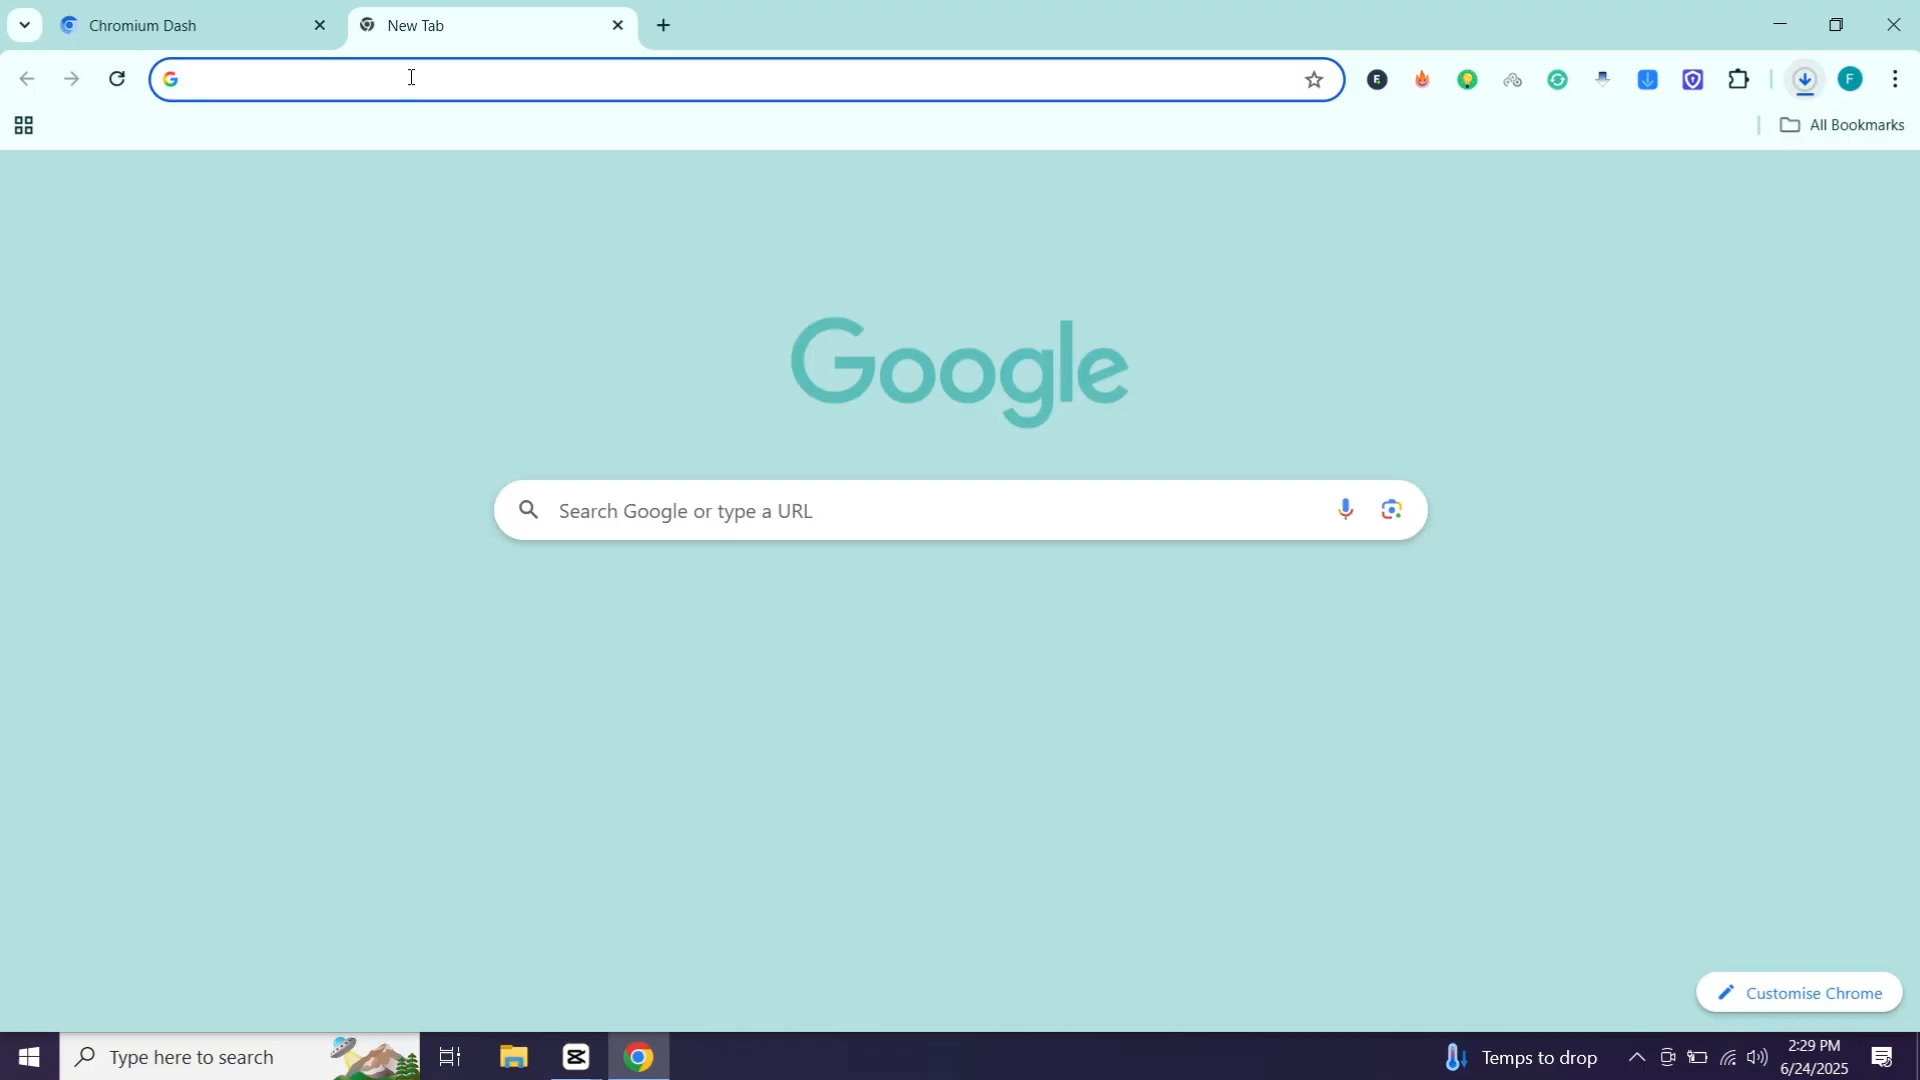 Chromium Dash
New Tab
All Bookmarks
Google
Search Google or type a URL
Customise Chrome
Type here to search
Temps to drop
2:29 PM
6/24/2025
F